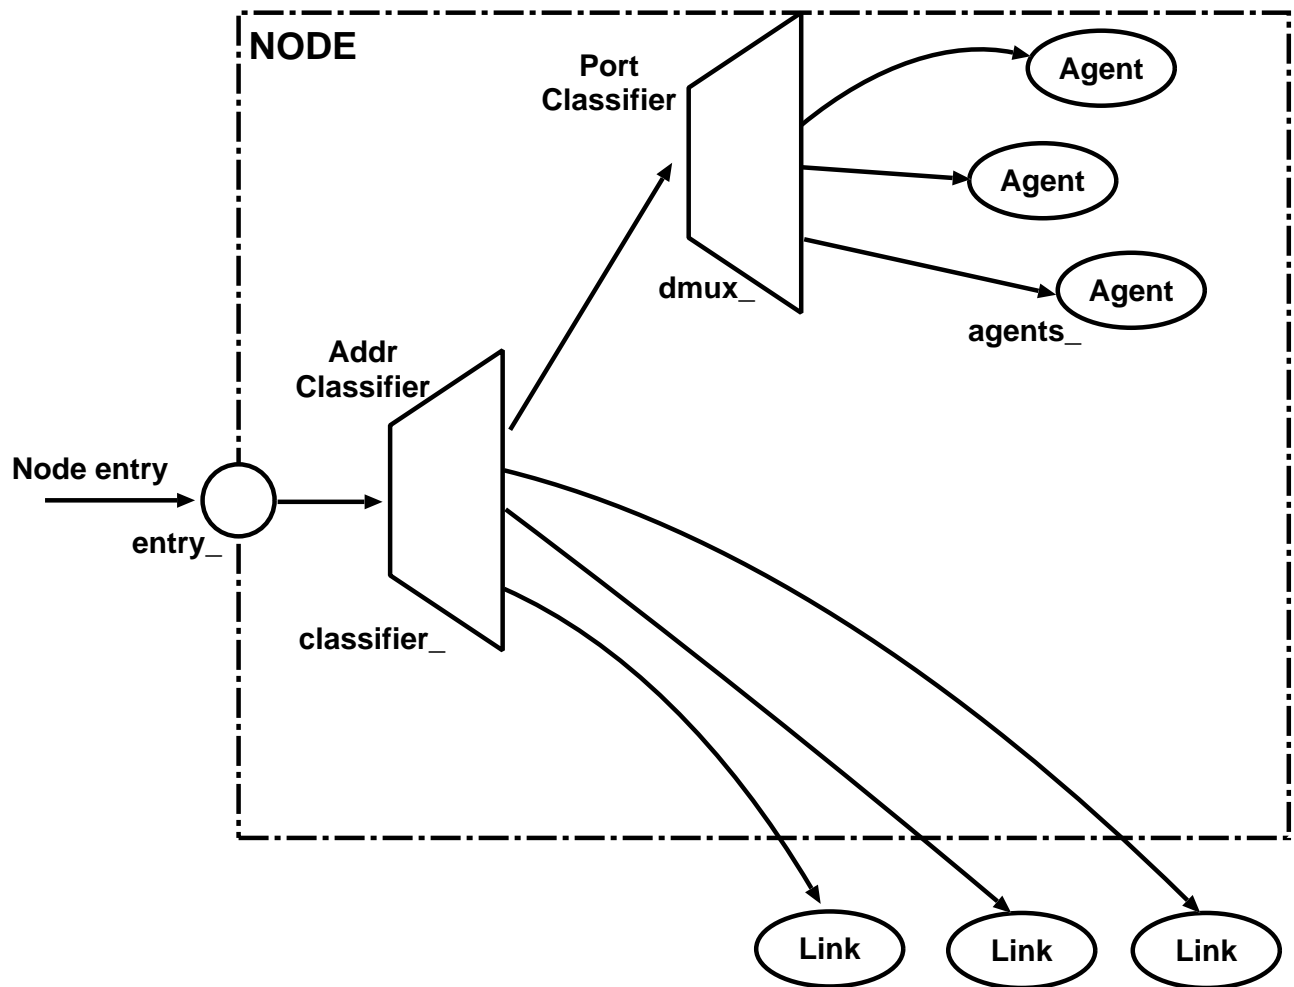 NODE
Port
Classifier
Agent
Agent
Agent
dmux_
agents_
Addr
Classifier
Node entry
entry_
classifier_
Link
Link
Link